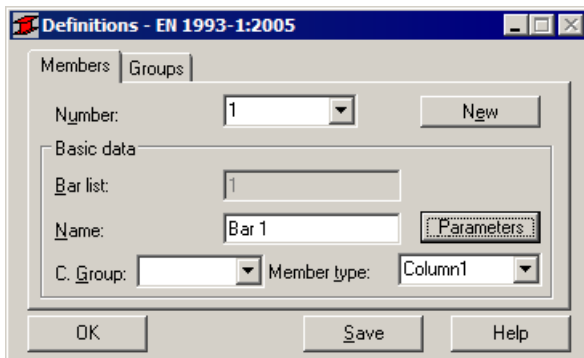 Definitions - EN 1993-1:2005
Members Groups
Number: 1 New
Basic data
Bar list: 1
Name: Bar 1 Parameters
C. Group: Member type: Column1
OK Save Help